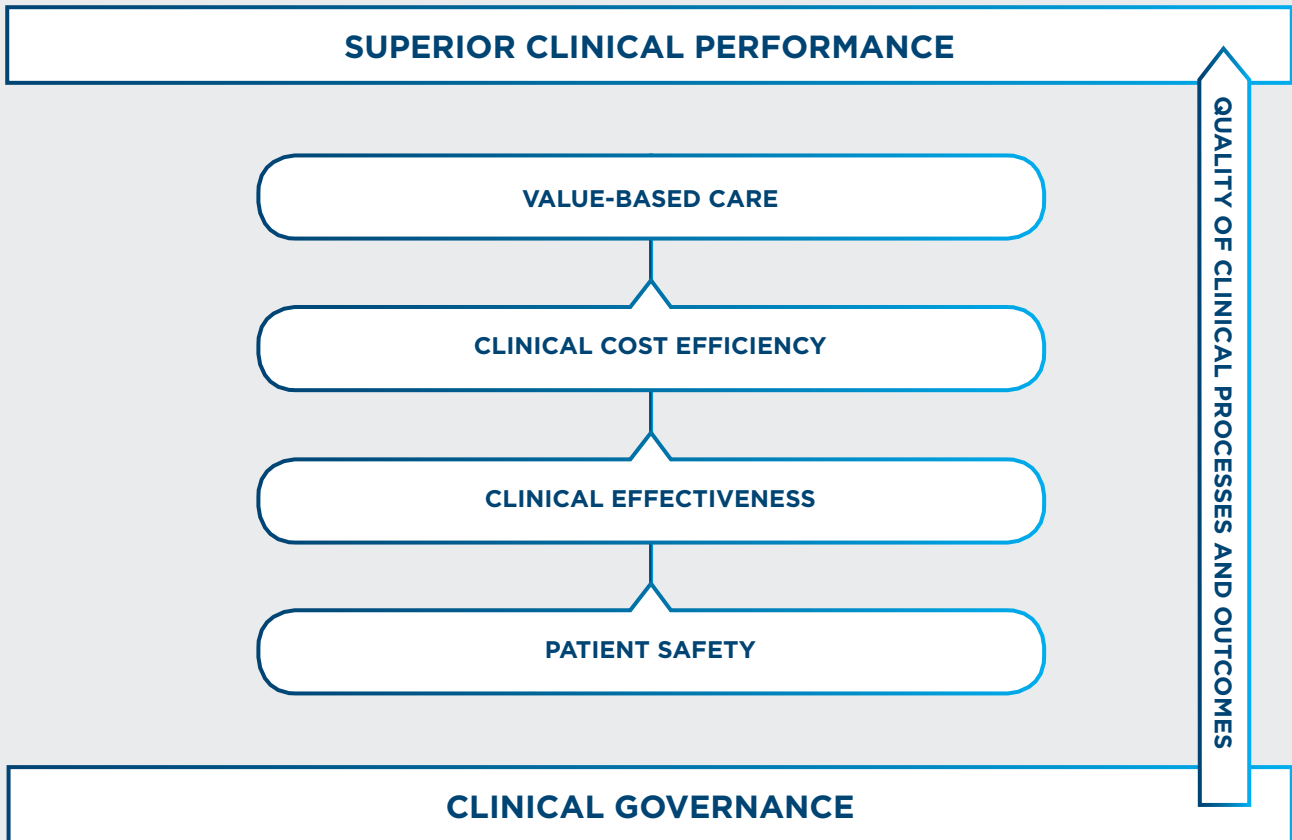 SUPERIOR CLINICAL PERFORMANCE
VALUE-BASED CARE
CLINICAL COST EFFICIENCY
CLINICAL EFFECTIVENESS
PATIENT SAFETY
CLINICAL GOVERNANCE
QUALITY OF CLINICAL PROCESSES AND OUTCOMES